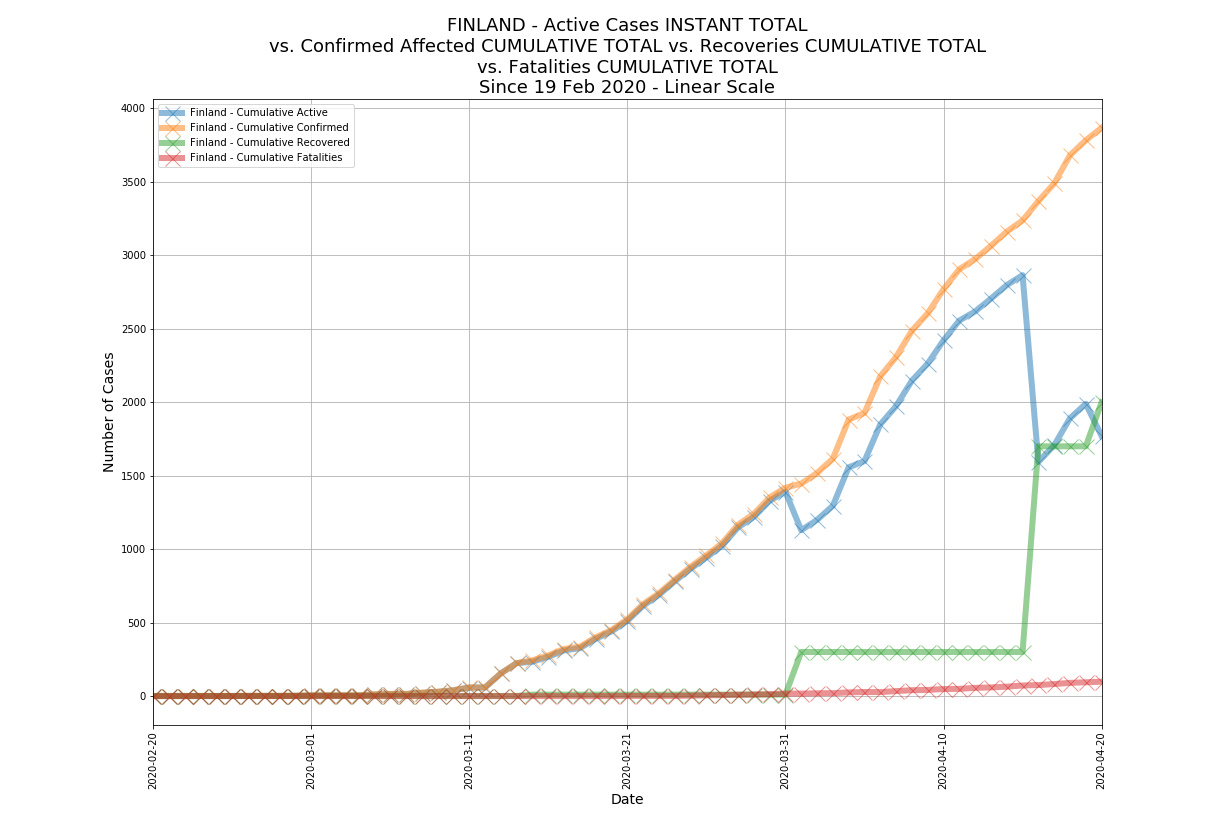 FINLAND - Active Cases INSTANT TOTAL
vs. Confirmed Affected CUMULATIVE TOTAL vs. Recoveries CUMULATIVE TOTAL
vs. Fatalities CUMULATIVE TOTAL
Since 19 Feb 2020 - Linear Scale
Finland - Cumulative Active
Finland - Cumulative Confirmed
Finland - Cumulative Recovered
Finland - Cumulative Fatalities
4000
3500
3000
2500
2000
1500
1000
500
0
Number of Cases
2020-02-20
2020-03-01
2020-03-11
2020-03-21
2020-03-31
2020-04-10
2020-04-20
Date